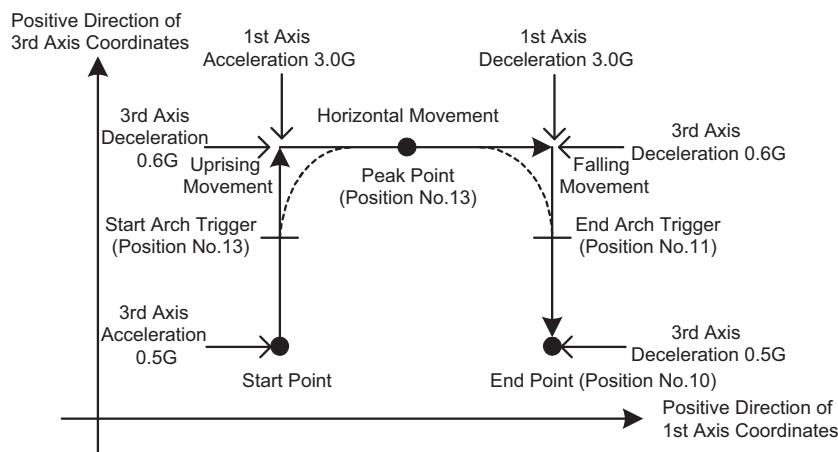 Positive Direction of
3rd Axis Coordinates
1st Axis
Acceleration 3.0G
1st Axis
Deceleration 3.0G
3rd Axis
Deceleration
0.6G
Horizontal Movement
3rd Axis
Deceleration 0.6G
Uprising
Movement
Peak Point
(Position No.13)
Falling
Movement
Start Arch Trigger
(Position No.13)
End Arch Trigger
(Position No.11)
3rd Axis
Acceleration
0.5G
3rd Axis
Deceleration 0.5G
Start Point
End Point (Position No.10)
Positive Direction of
1st Axis Coordinates